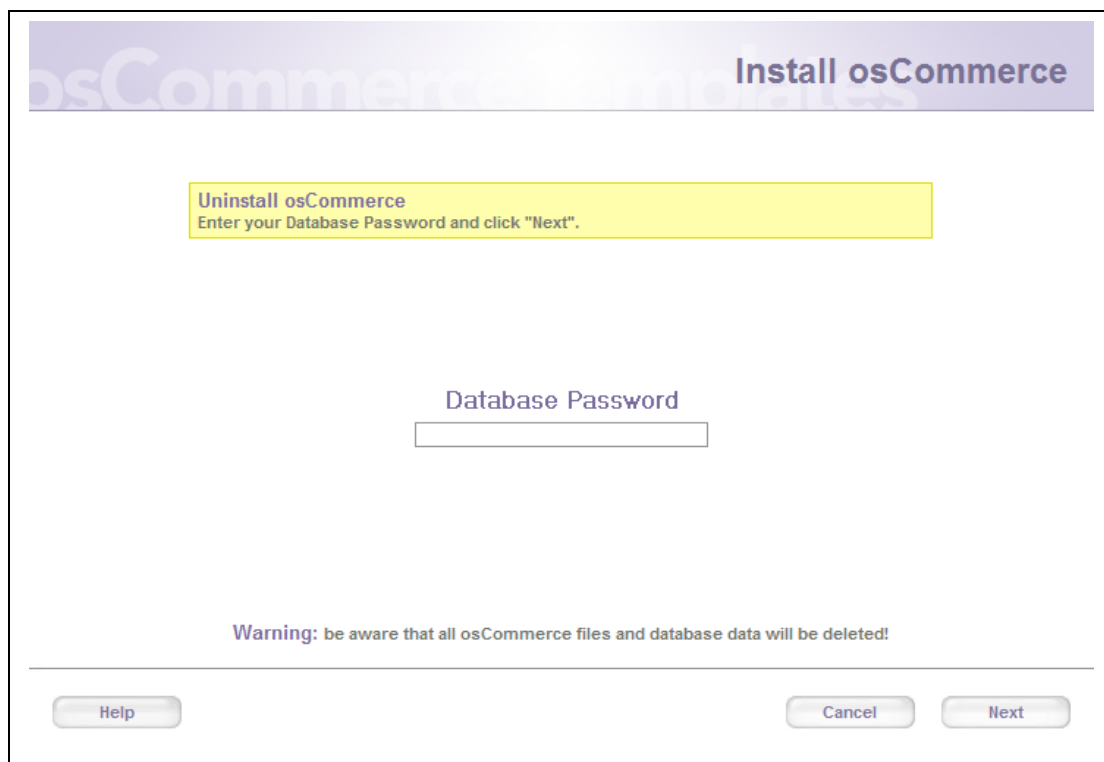 osCommerceTemplates
Install osCommerce
Uninstall osCommerce
Enter your Database Password and click "Next".
Database Password
Warning: be aware that all osCommerce files and database data will be deleted!
Help
Cancel
Next